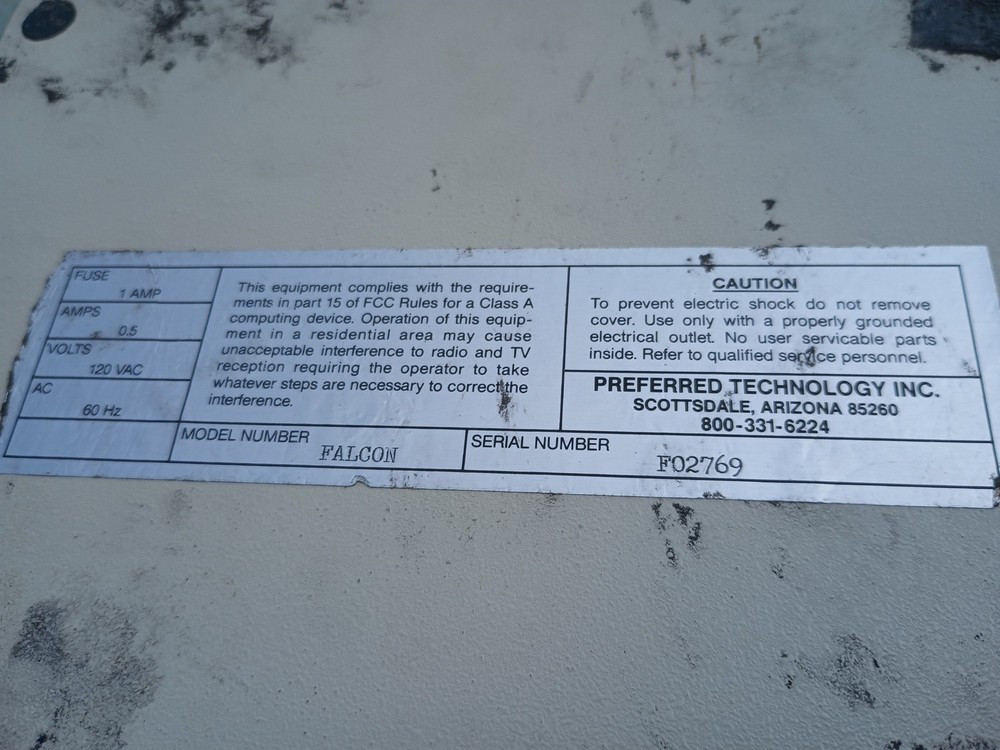 FUSE
1 AMP
AMPS
0.5
VOLTS
120 VAC
AC
60 Hz
This equipment complies with the require-
ments in part 15 of FCC Rules for a Class A
computing device. Operation of this equip-
ment in a residential area may cause
unacceptable interference to radio and TV
reception requiring the operator to take
whatever steps are necessary to correct the
interference.
CAUTION
To prevent electric shock do not remove
cover. Use only with a properly grounded
electrical outlet. No user servicable parts
inside. Refer to qualified service personnel.
PREFERRED TECHNOLOGY INC.
SCOTTSDALE, ARIZONA 85260
800-331-6224
MODEL NUMBER
FALCON
SERIAL NUMBER
F02769